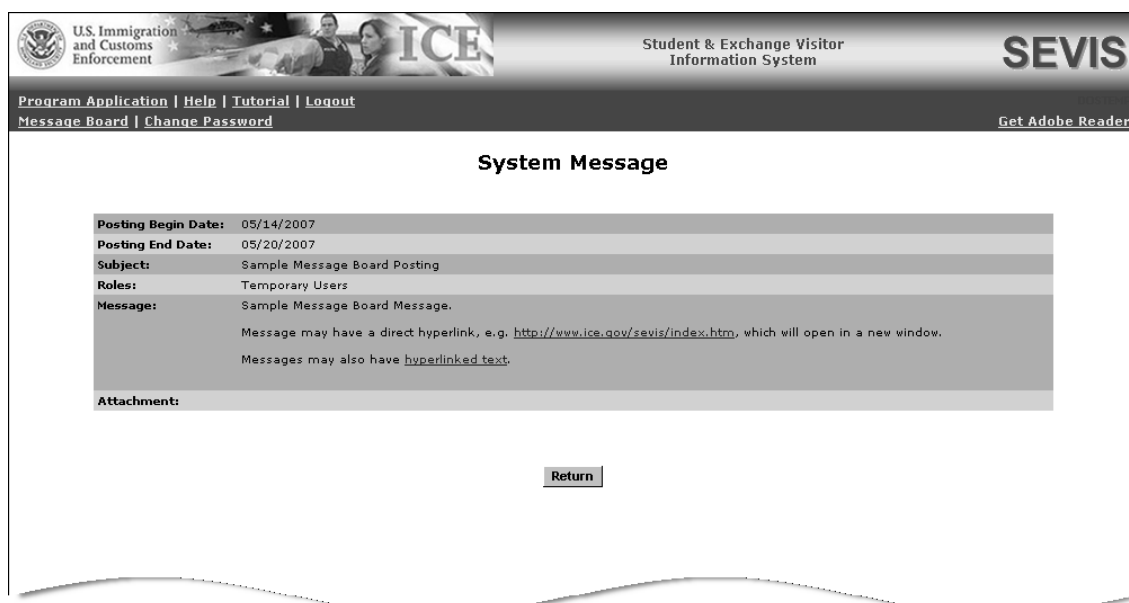 U.S. Immigration
and Customs
Enforcement
ICE
Student & Exchange Visitor
Information System
SEVIS
Program Application | Help | Tutorial | Logout
Message Board | Change Password
Get Adobe Reader
System Message
Posting Begin Date: 05/14/2007
Posting End Date: 05/20/2007
Subject: Sample Message Board Posting
Roles: Temporary Users
Message: Sample Message Board Message.
Message may have a direct hyperlink, e.g. http://www.ice.gov/sevis/index.htm, which will open in a new window.
Messages may also have hyperlinked text.
Attachment:
Return